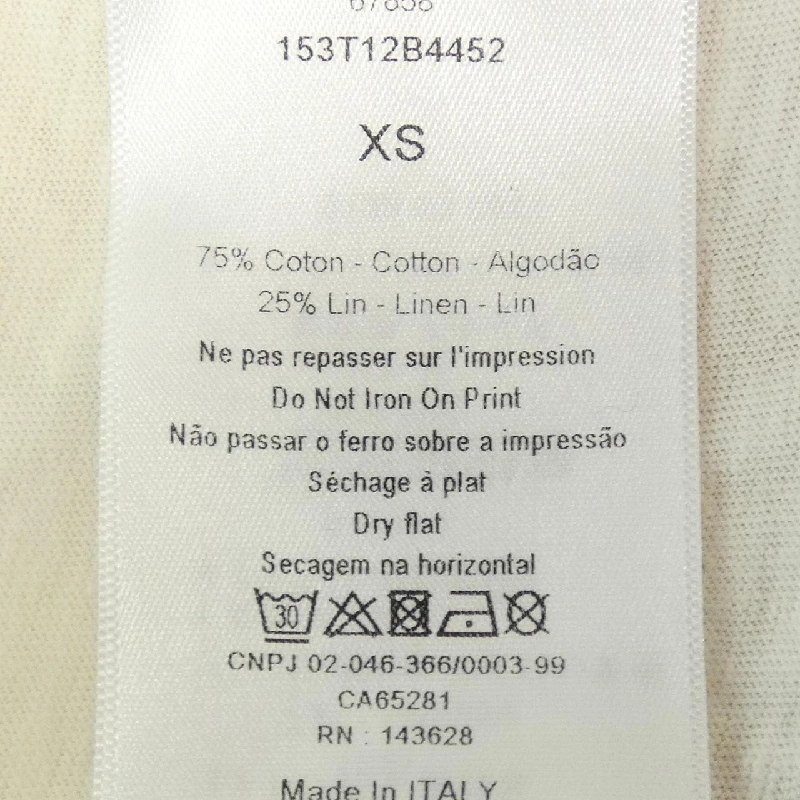 67858
153T12B4452
XS
75% Coton - Cotton - Algodão
25% Lin - Linen - Lin
Ne pas repasser sur l'impression
Do Not Iron On Print
Não passar o ferro sobre a impressão
Séchage à plat
Dry flat
Secagem na horizontal
30
CNPJ 02-046-366/0003-99
CA65281
RN : 143628
Made In ITALY